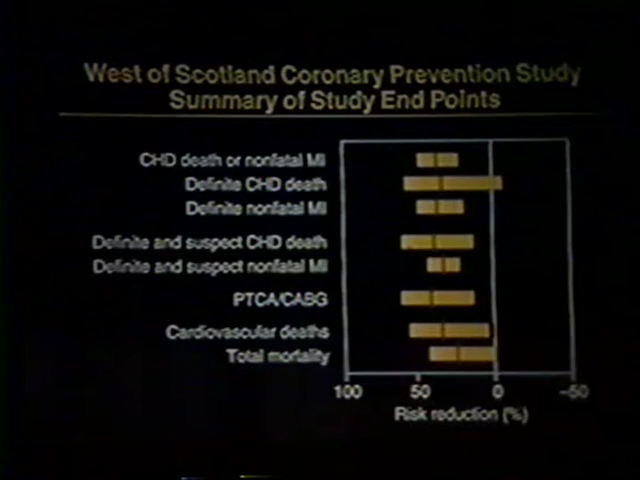 West of Scotland Coronary Prevention Study
Summary of Study End Points
CHD death or nonfatal MI
Definite CHD death
Definite nonfatal MI
Definite and suspect CHD death
Definite and suspect nonfatal MI
PTCA/CABG
Cardiovascular deaths
Total mortality
100 50 0 -50
Risk reduction (%)